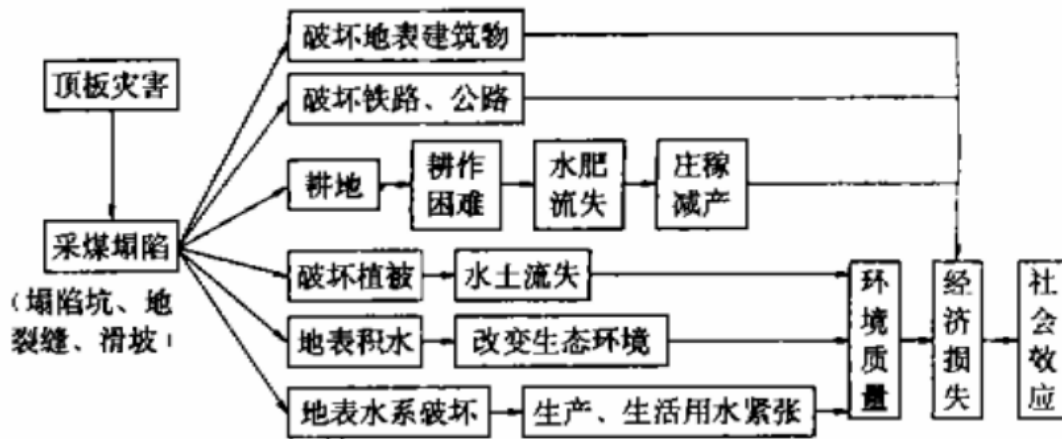 破坏地表建筑物
顶板灾害
破坏铁路、公路
耕地
耕作
困难
水肥
流失
庄稼
减产
采煤塌陷
(塌陷坑、地
裂缝、滑坡)
破坏植被
水土流失
地表积水
改变生态环境
地表水系破坏
生产、生活用水紧张
环境质量
经济损失
社会效应